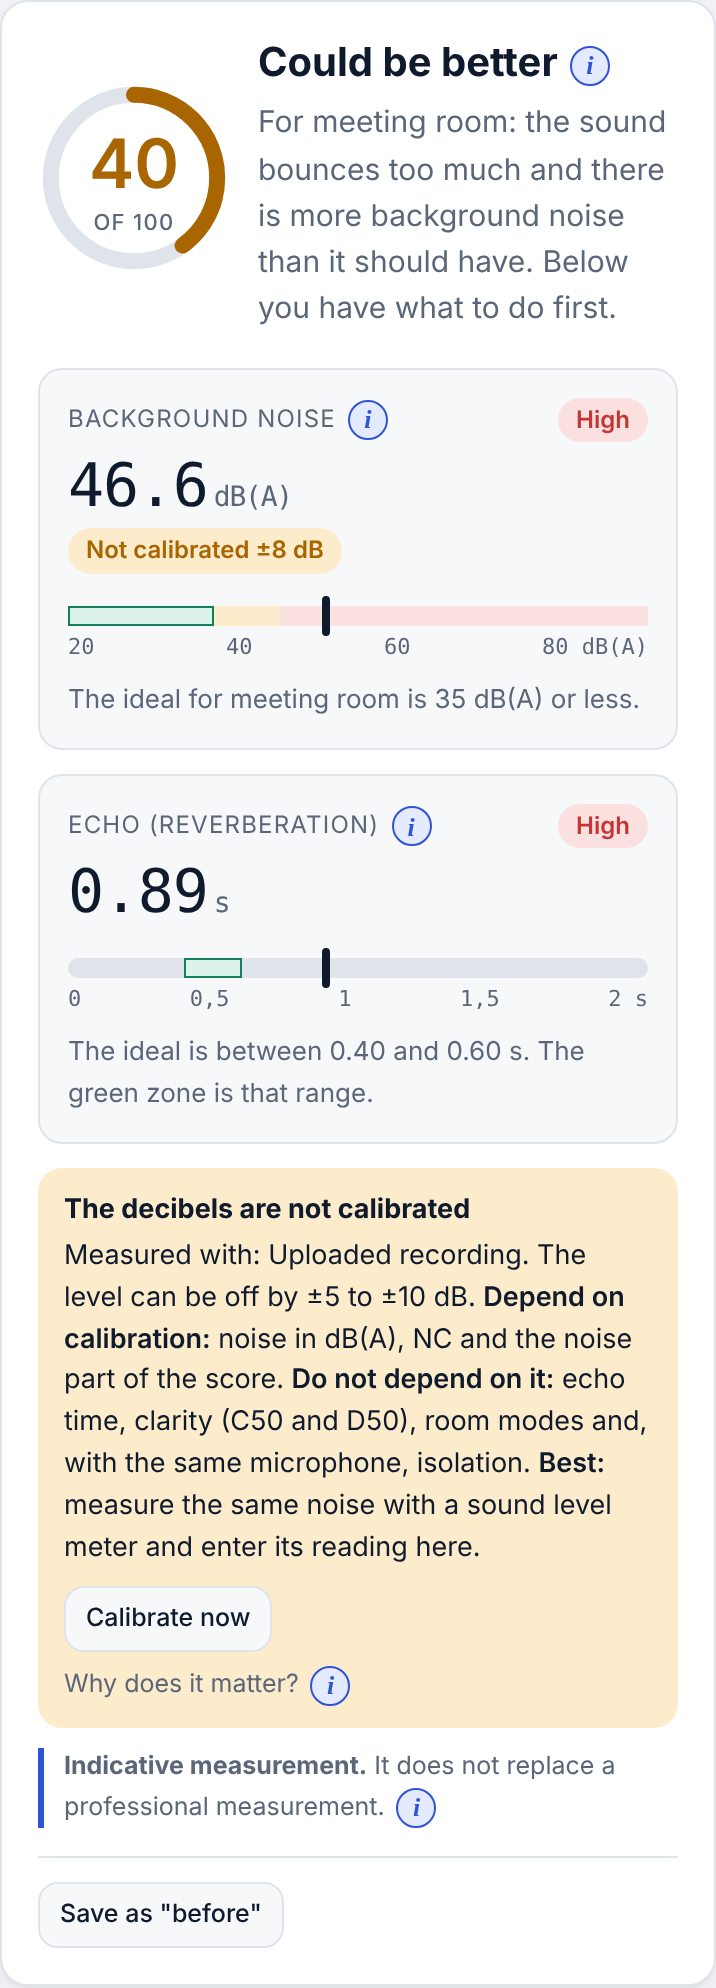 Could be better i
For meeting room: the sound
bounces too much and there
is more background noise
than it should have. Below
you have what to do first.
40
OF 100
BACKGROUND NOISE i High
46.6 dB(A)
Not calibrated ±8 dB
20 40 60 80 dB(A)
The ideal for meeting room is 35 dB(A) or less.
ECHO (REVERBERATION) i High
0.89 s
0 0,5 1 1,5 2 s
The ideal is between 0.40 and 0.60 s. The
green zone is that range.
The decibels are not calibrated
Measured with: Uploaded recording. The
level can be off by ±5 to ±10 dB. Depend on
calibration: noise in dB(A), NC and the noise
part of the score. Do not depend on it: echo
time, clarity (C50 and D50), room modes and,
with the same microphone, isolation. Best:
measure the same noise with a sound level
meter and enter its reading here.
Calibrate now
Why does it matter? i
Indicative measurement. It does not replace a
professional measurement. i
Save as "before"